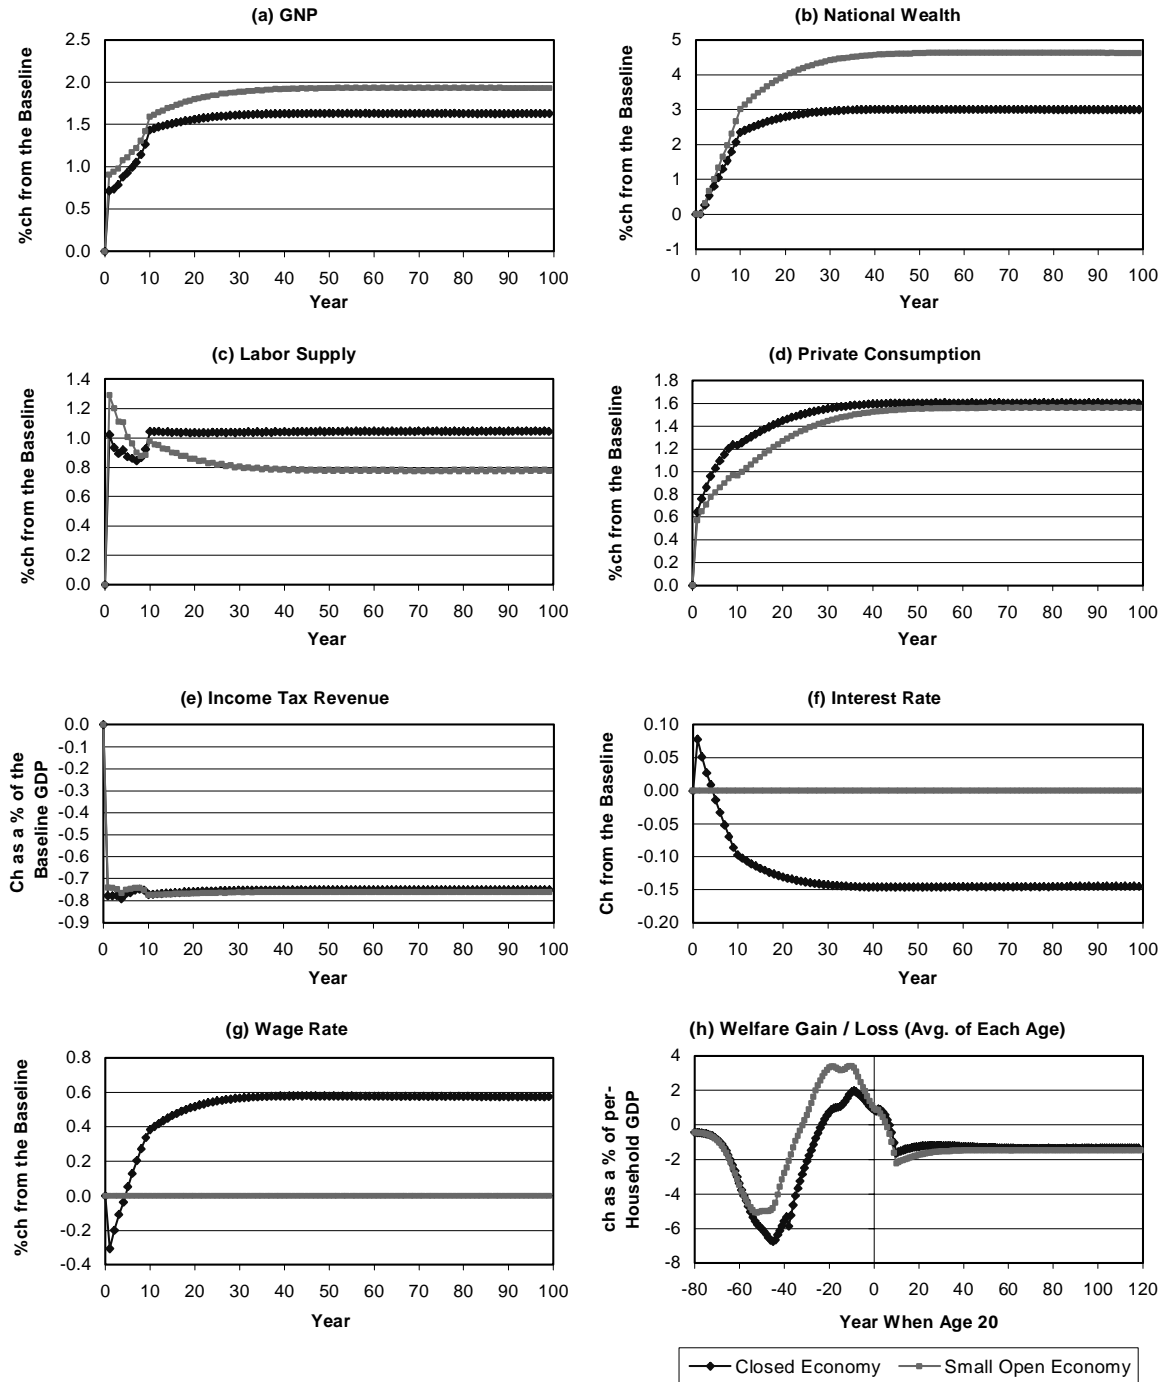 (a) GNP
%ch from the Baseline
2.5
2.0
1.5
1.0
0.5
0.0
0 10 20 30 40 50 60 70 80 90 100
Year
(b) National Wealth
%ch from the Baseline
5
4
3
2
1
0
-1
0 10 20 30 40 50 60 70 80 90 100
Year
(c) Labor Supply
%ch from the Baseline
1.4
1.2
1.0
0.8
0.6
0.4
0.2
0.0
0 10 20 30 40 50 60 70 80 90 100
Year
(d) Private Consumption
%ch from the Baseline
1.8
1.6
1.4
1.2
1.0
0.8
0.6
0.4
0.2
0.0
0 10 20 30 40 50 60 70 80 90 100
Year
(e) Income Tax Revenue
Ch as a % of the
Baseline GDP
0.0
-0.1
-0.2
-0.3
-0.4
-0.5
-0.6
-0.7
-0.8
-0.9
0 10 20 30 40 50 60 70 80 90 100
Year
(f) Interest Rate
Ch from the Baseline
0.10
0.05
0.00
-0.05
-0.10
-0.15
-0.20
0 10 20 30 40 50 60 70 80 90 100
Year
(g) Wage Rate
%ch from the Baseline
0.8
0.6
0.4
0.2
0.0
-0.2
-0.4
0 10 20 30 40 50 60 70 80 90 100
Year
(h) Welfare Gain / Loss (Avg. of Each Age)
ch as a % of per-
Household GDP
4
2
0
-2
-4
-6
-8
-80 -60 -40 -20 0 20 40 60 80 100 120
Year When Age 20
Closed Economy Small Open Economy